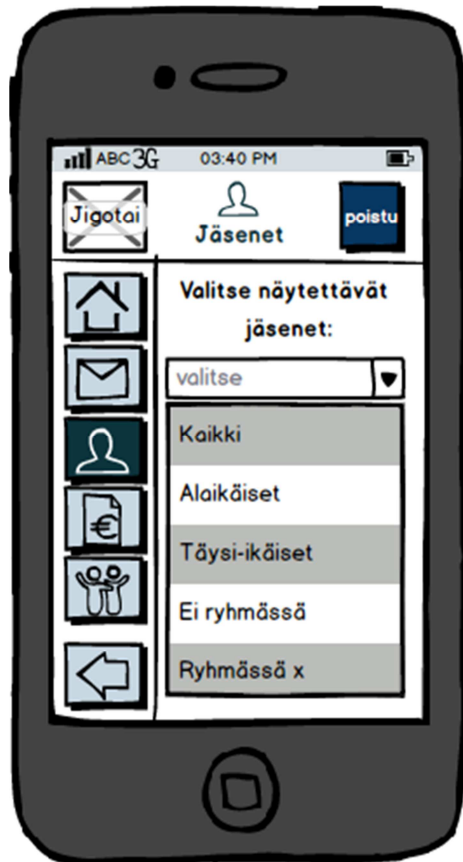 ABC 3G 03:40 PM
Jigotai
Jäsenet
poistu
Valitse näytettävät
jäsenet:
valitse
Kaikki
Alaikäiset
€
Täysi-ikäiset
Ei ryhmässä
Ryhmässä x